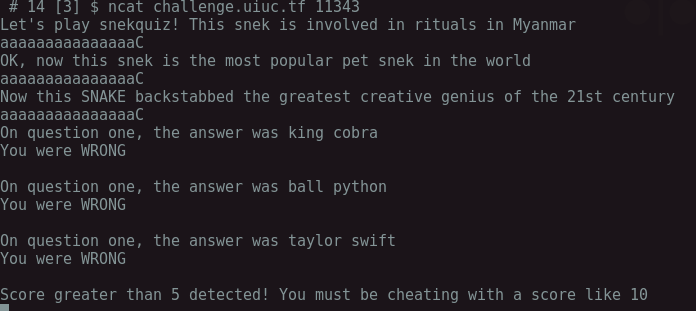 # 14 [3] $ ncat challenge.uiuc.tf 11343
Let's play snekquiz! This snek is involved in rituals in Myanmar
aaaaaaaaaaaaaaaC
OK, now this snek is the most popular pet snek in the world
aaaaaaaaaaaaaaaC
Now this SNAKE backstabbed the greatest creative genius of the 21st century
aaaaaaaaaaaaaaaC
On question one, the answer was king cobra
You were WRONG
On question one, the answer was ball python
You were WRONG
On question one, the answer was taylor swift
You were WRONG
Score greater than 5 detected! You must be cheating with a score like 10